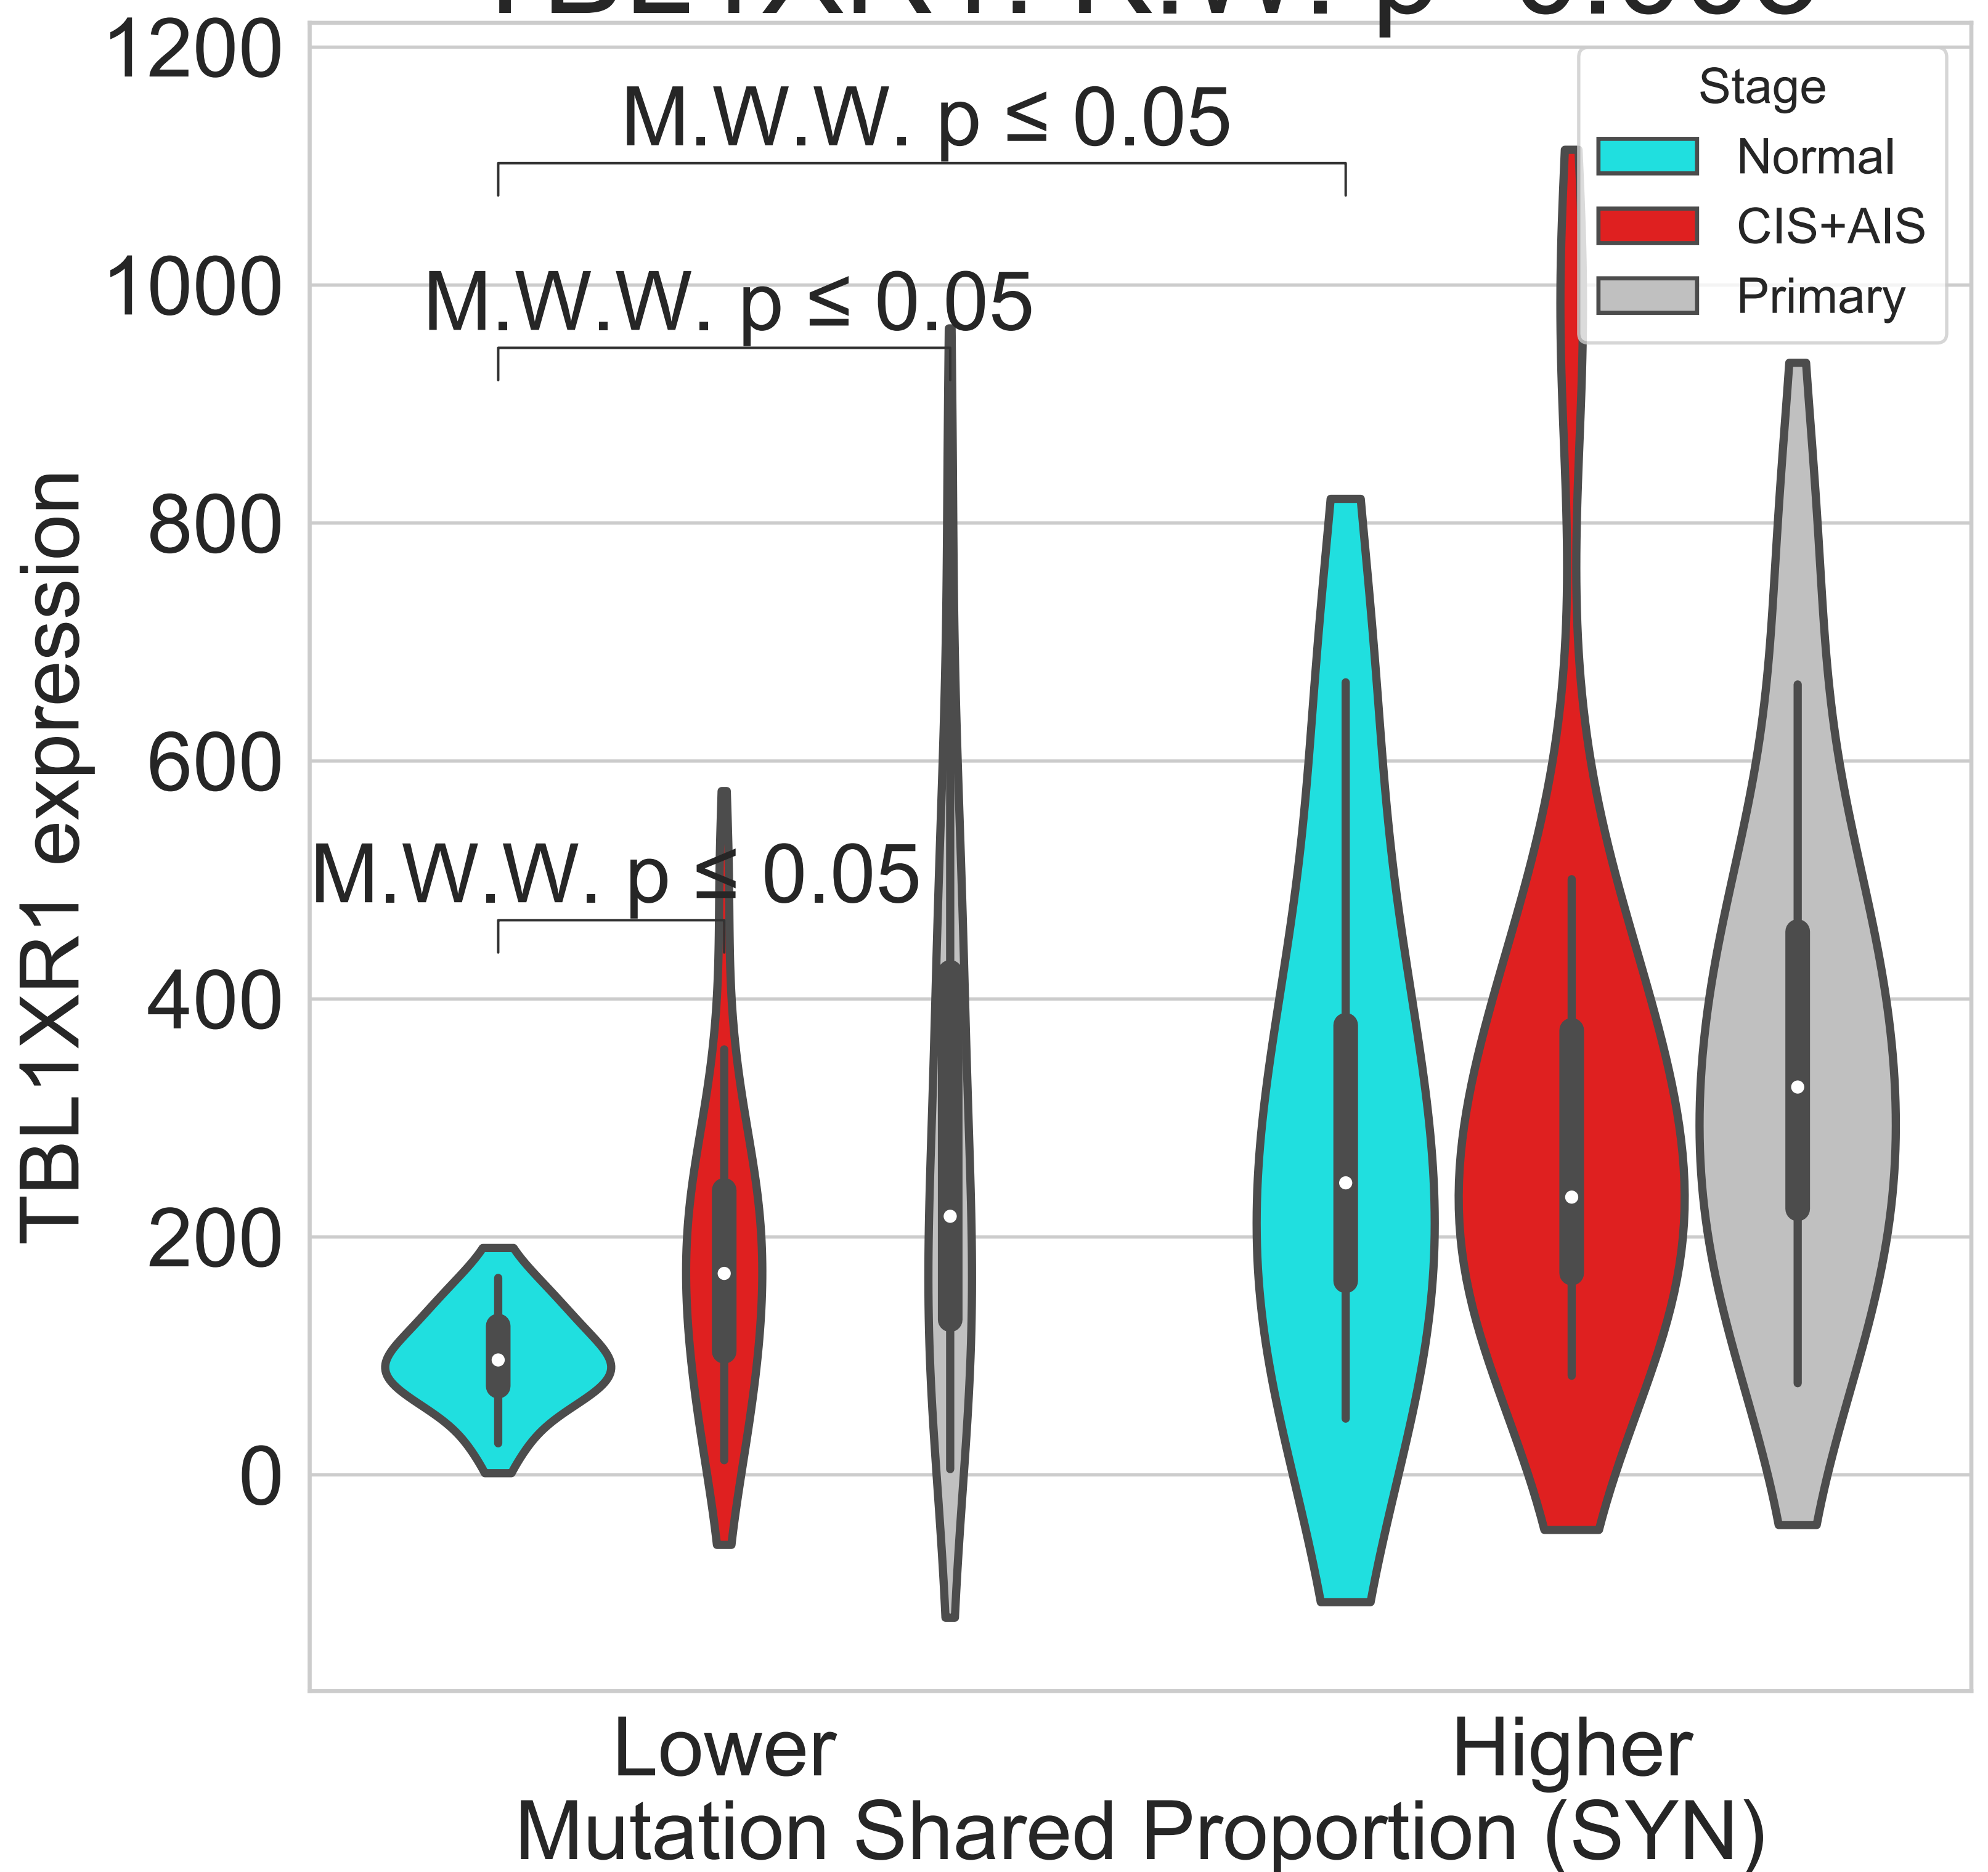 1200
1000
800
600
400
200
0
TBL1XR1 expression
M.W.W. p ≤ 0.05
M.W.W. p ≤ 0.05
M.W.W. p ≤ 0.05
Stage
Normal
CIS+AIS
Primary
Lower
Higher
Mutation Shared Proportion (SYN)